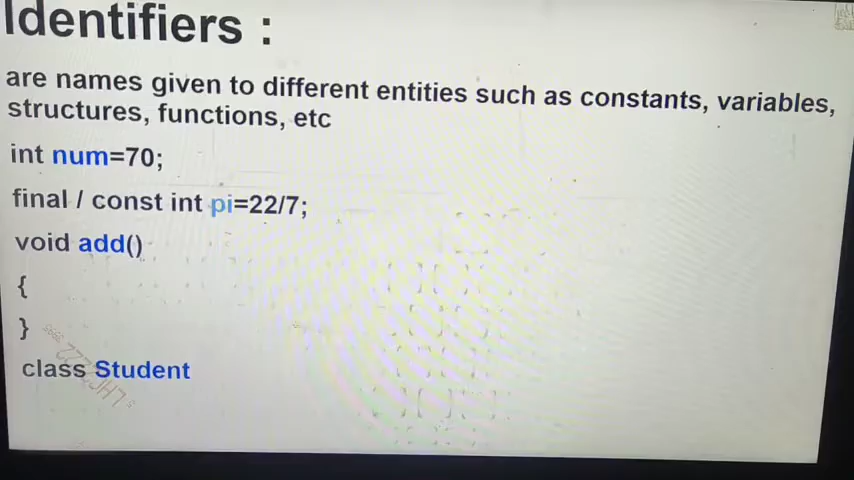 Identifiers :
are names given to different entities such as constants, variables,
structures, functions, etc
int num=70;
final / const int pi=22/7;
void add()
{
}
class Student